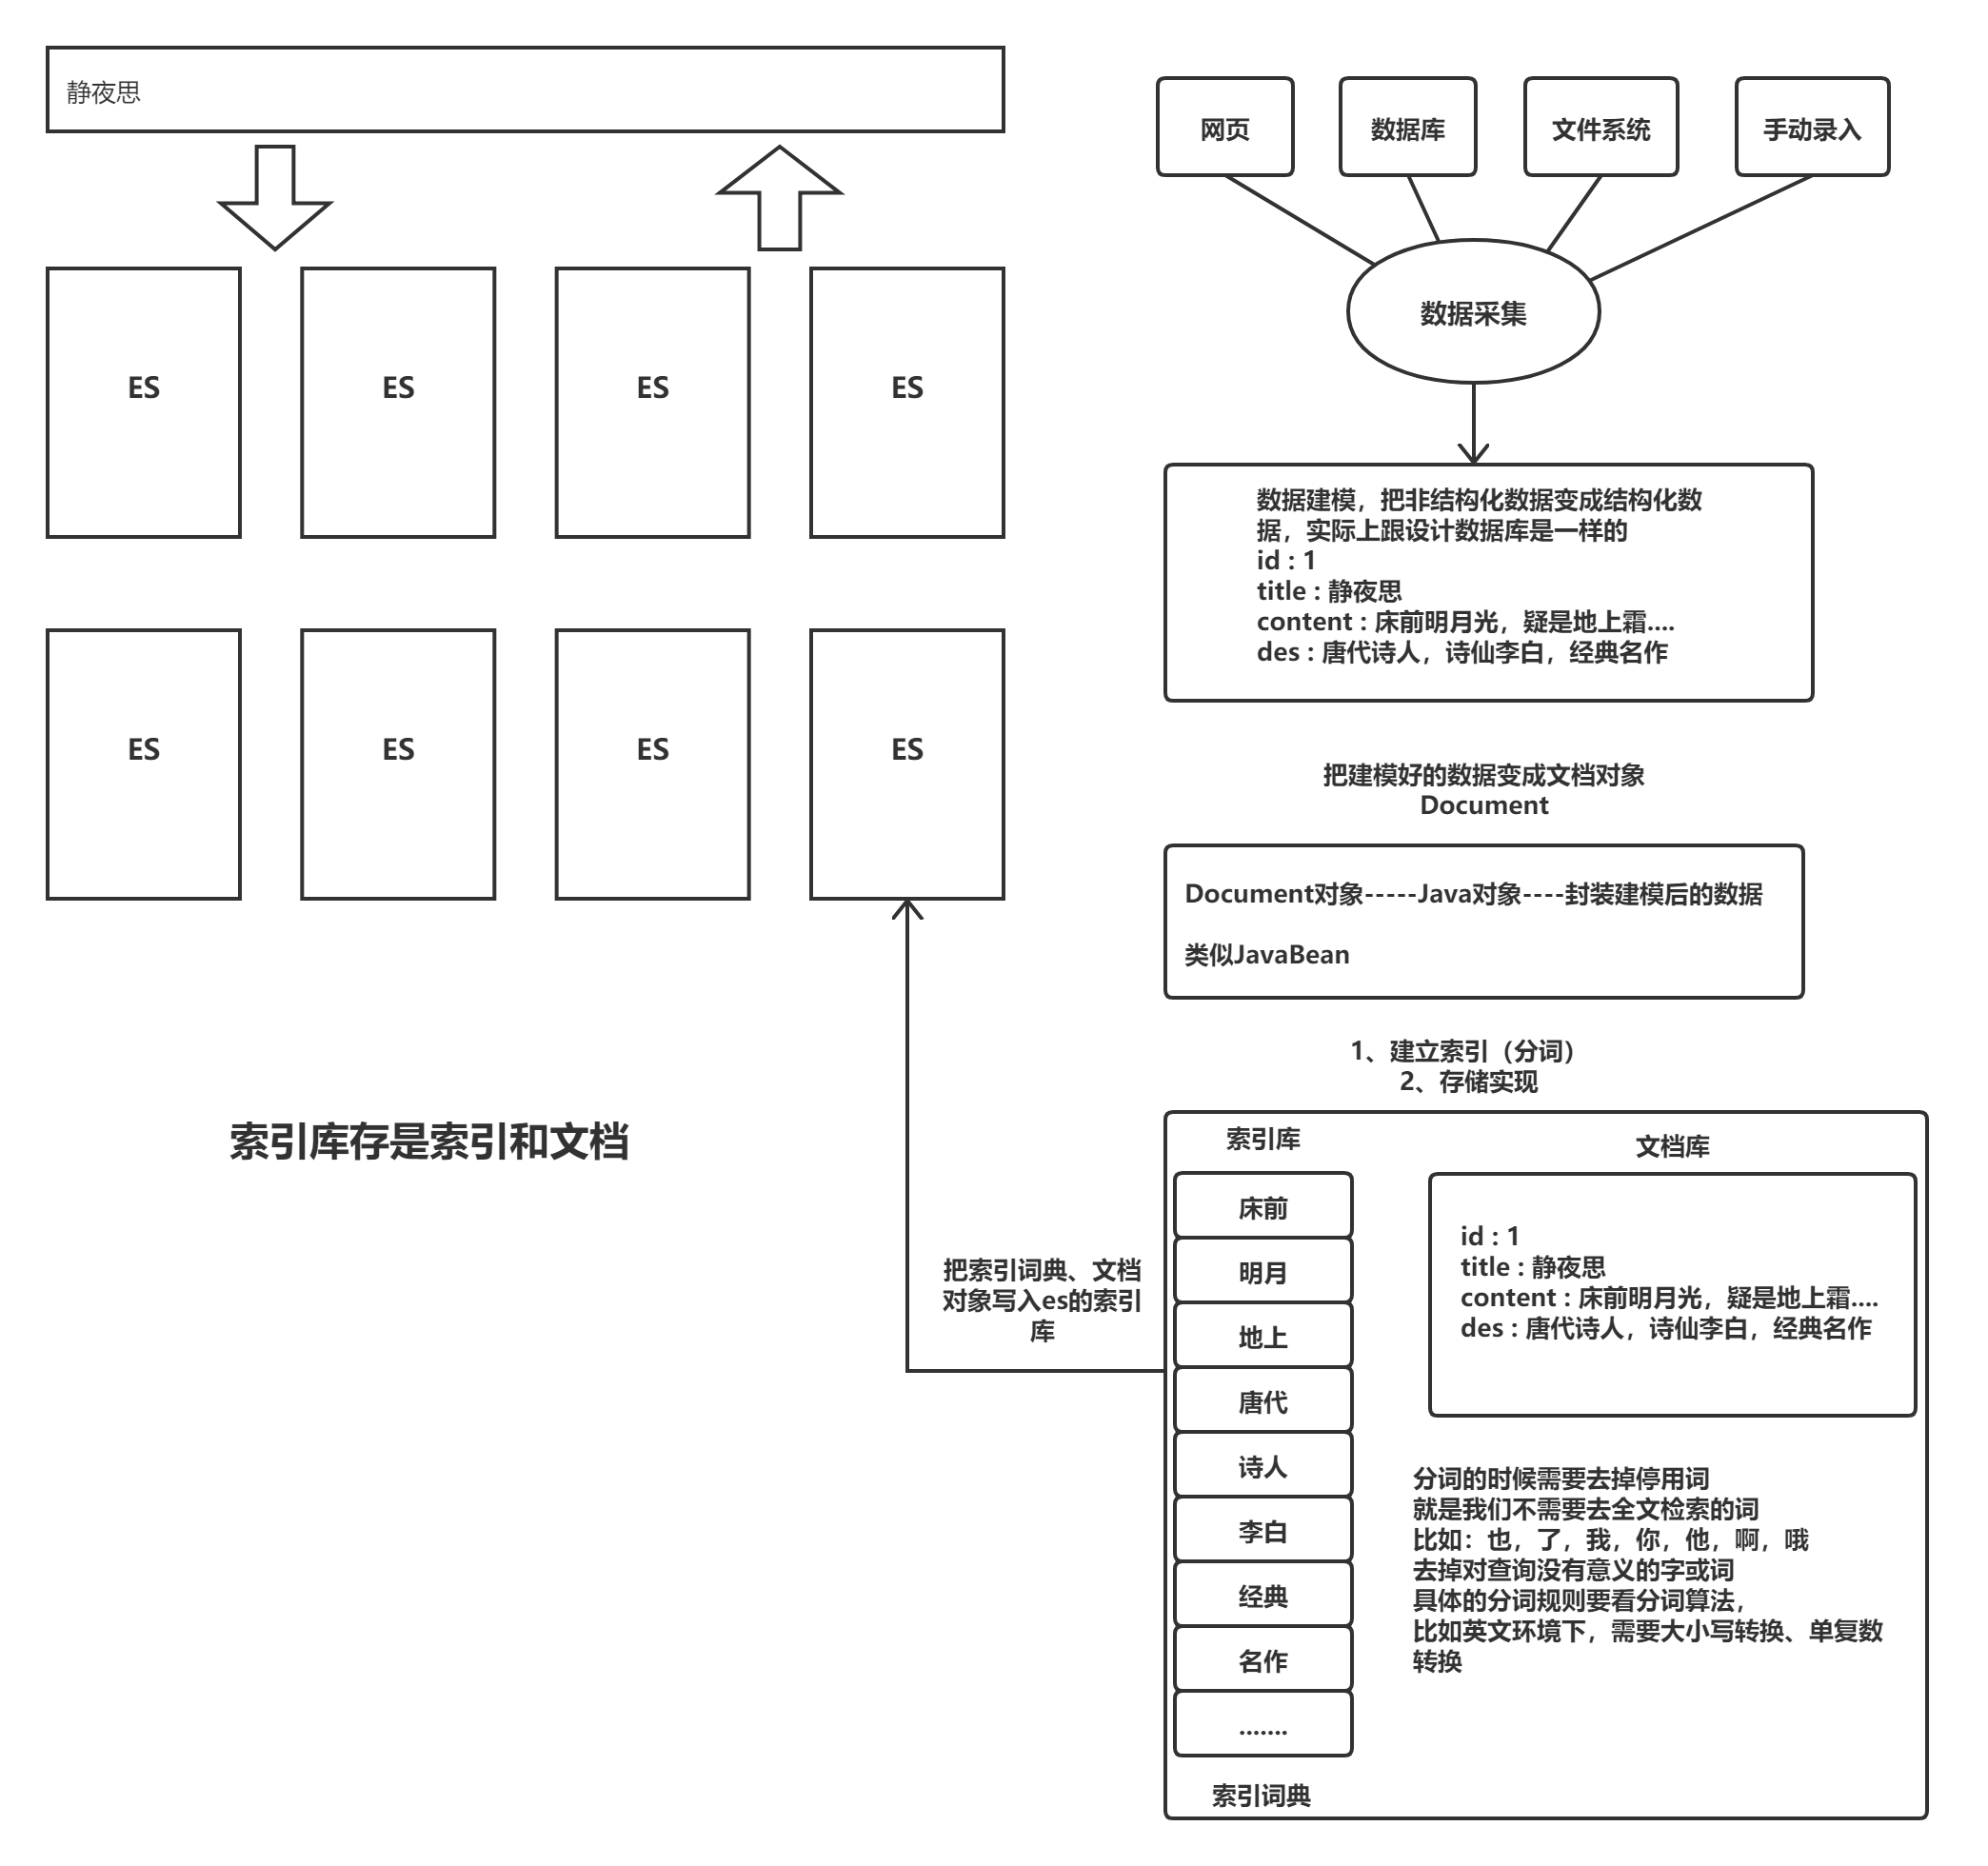 静夜思
ES
ES
ES
ES
ES
ES
ES
ES
索引库存是索引和文档
网页
数据库
文件系统
手动录入
数据采集
数据建模，把非结构化数据变成结构化数
据，实际上跟设计数据库是一样的
id : 1
title : 静夜思
content : 床前明月光，疑是地上霜....
des : 唐代诗人，诗仙李白，经典名作
把建模好的数据变成文档对象
Document
Document对象-----Java对象----封装建模后的数据
类似JavaBean
1、建立索引（分词）
2、存储实现
把索引词典、文档
对象写入es的索引
库
索引库
床前
明月
地上
唐代
诗人
李白
经典
名作
.......
索引词典
文档库
id : 1
title : 静夜思
content : 床前明月光，疑是地上霜....
des : 唐代诗人，诗仙李白，经典名作
分词的时候需要去掉停用词
就是我们不需要去全文检索的词
比如：也，了，我，你，他，啊，哦
去掉对查询没有意义的字或词
具体的分词规则要看分词算法，
比如英文环境下，需要大小写转换、单复数
转换